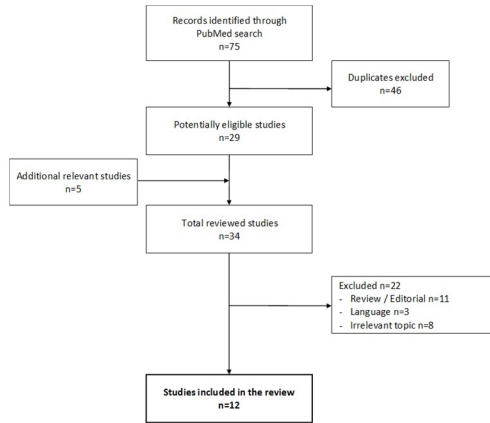 Records identified through
PubMed search
n=75
Duplicates excluded
n=46
Potentially eligible studies
n=29
Additional relevant studies
n=5
Total reviewed studies
n=34
Excluded n=22
- Review / Editorial n=11
- Language n=3
- Irrelevant topic n=8
Studies included in the review
n=12